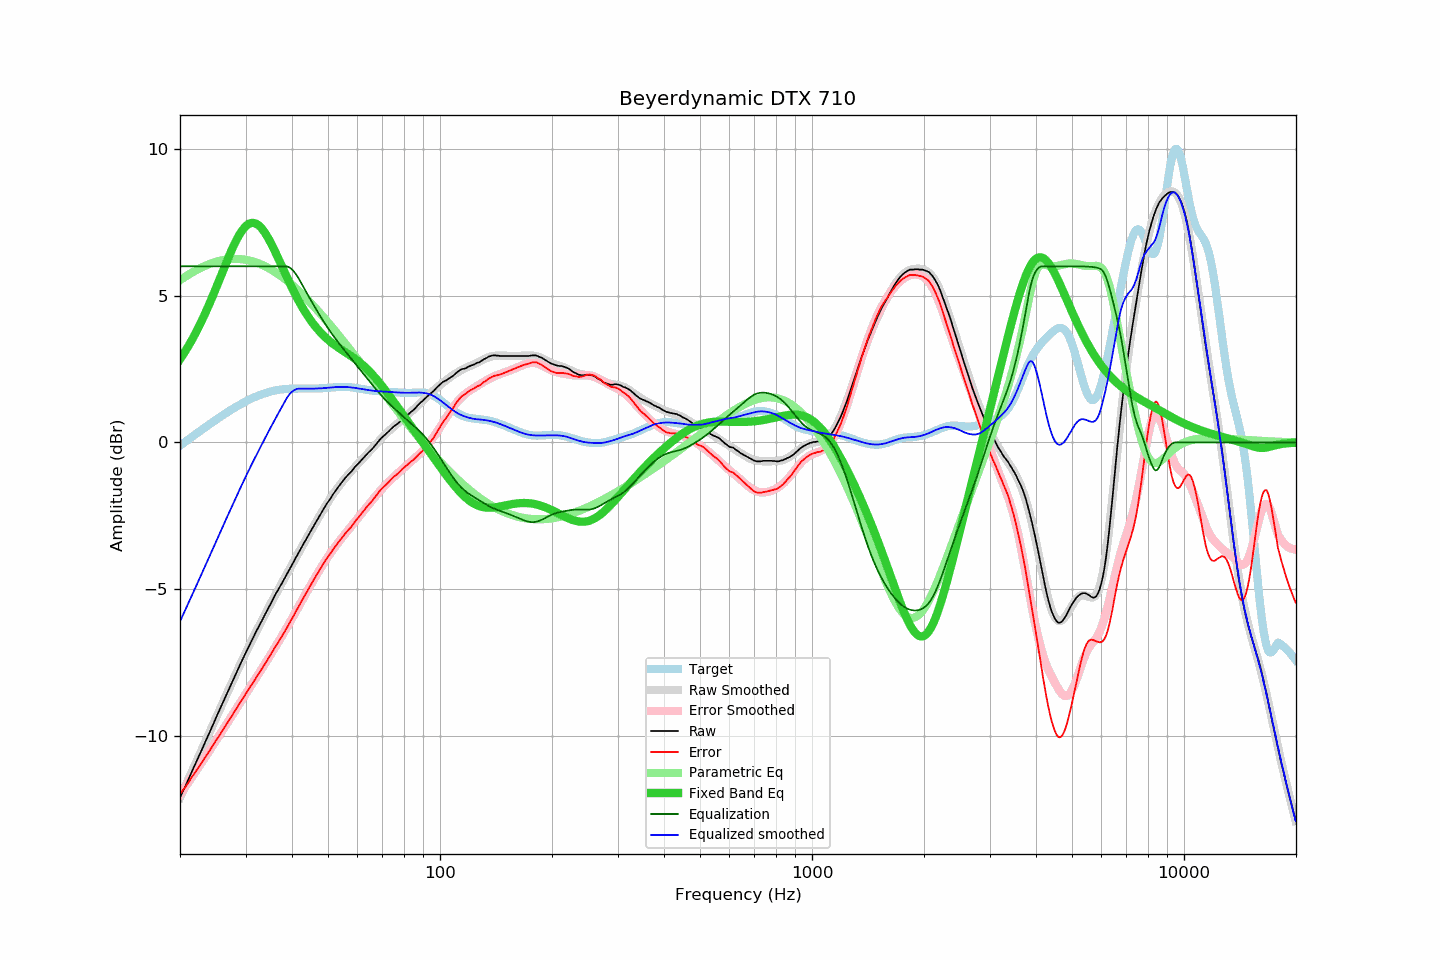 Beyerdynamic DTX 710
10
5
0
−5
−10
Amplitude (dBr)
100
1000
10000
Frequency (Hz)
Target
Raw Smoothed
Error Smoothed
Raw
Error
Parametric Eq
Fixed Band Eq
Equalization
Equalized smoothed